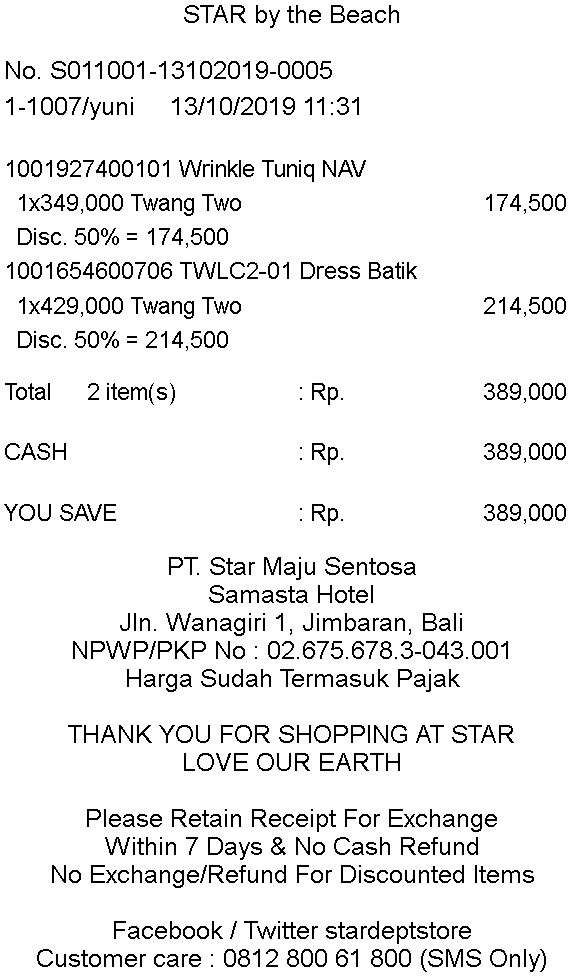 STAR by the Beach
No. S011001-13102019-0005
1-1007/yuni 13/10/2019 11:31
1001927400101 Wrinkle Tuniq NAV
1x349,000 Twang Two 174,500
Disc. 50% = 174,500
1001654600706 TWLC2-01 Dress Batik
1x429,000 Twang Two 214,500
Disc. 50% = 214,500
Total 2 item(s) : Rp. 389,000
CASH : Rp. 389,000
YOU SAVE : Rp. 389,000
PT. Star Maju Sentosa
Samasta Hotel
Jln. Wanagiri 1, Jimbaran, Bali
NPWP/PKP No : 02.675.678.3-043.001
Harga Sudah Termasuk Pajak
THANK YOU FOR SHOPPING AT STAR
LOVE OUR EARTH
Please Retain Receipt For Exchange
Within 7 Days & No Cash Refund
No Exchange/Refund For Discounted Items
Facebook / Twitter stardeptstore
Customer care : 0812 800 61 800 (SMS Only)